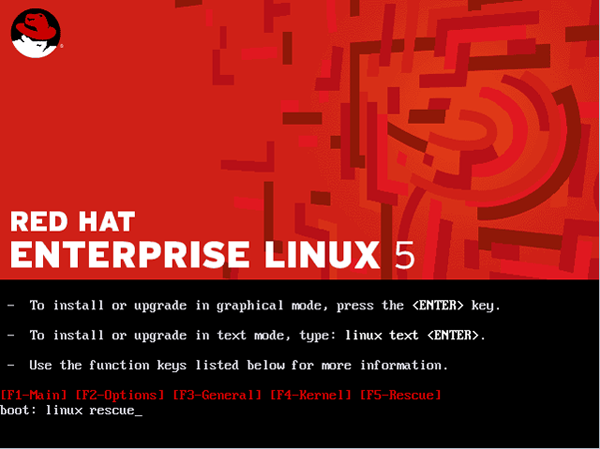 RED HAT
ENTERPRISE LINUX 5
- To install or upgrade in graphical mode, press the <ENTER> key.
- To install or upgrade in text mode, type: linux text <ENTER>.
- Use the function keys listed below for more information.
[F1-Main] [F2-Options] [F3-General] [F4-Kernel] [F5-Rescue]
boot: linux rescue_